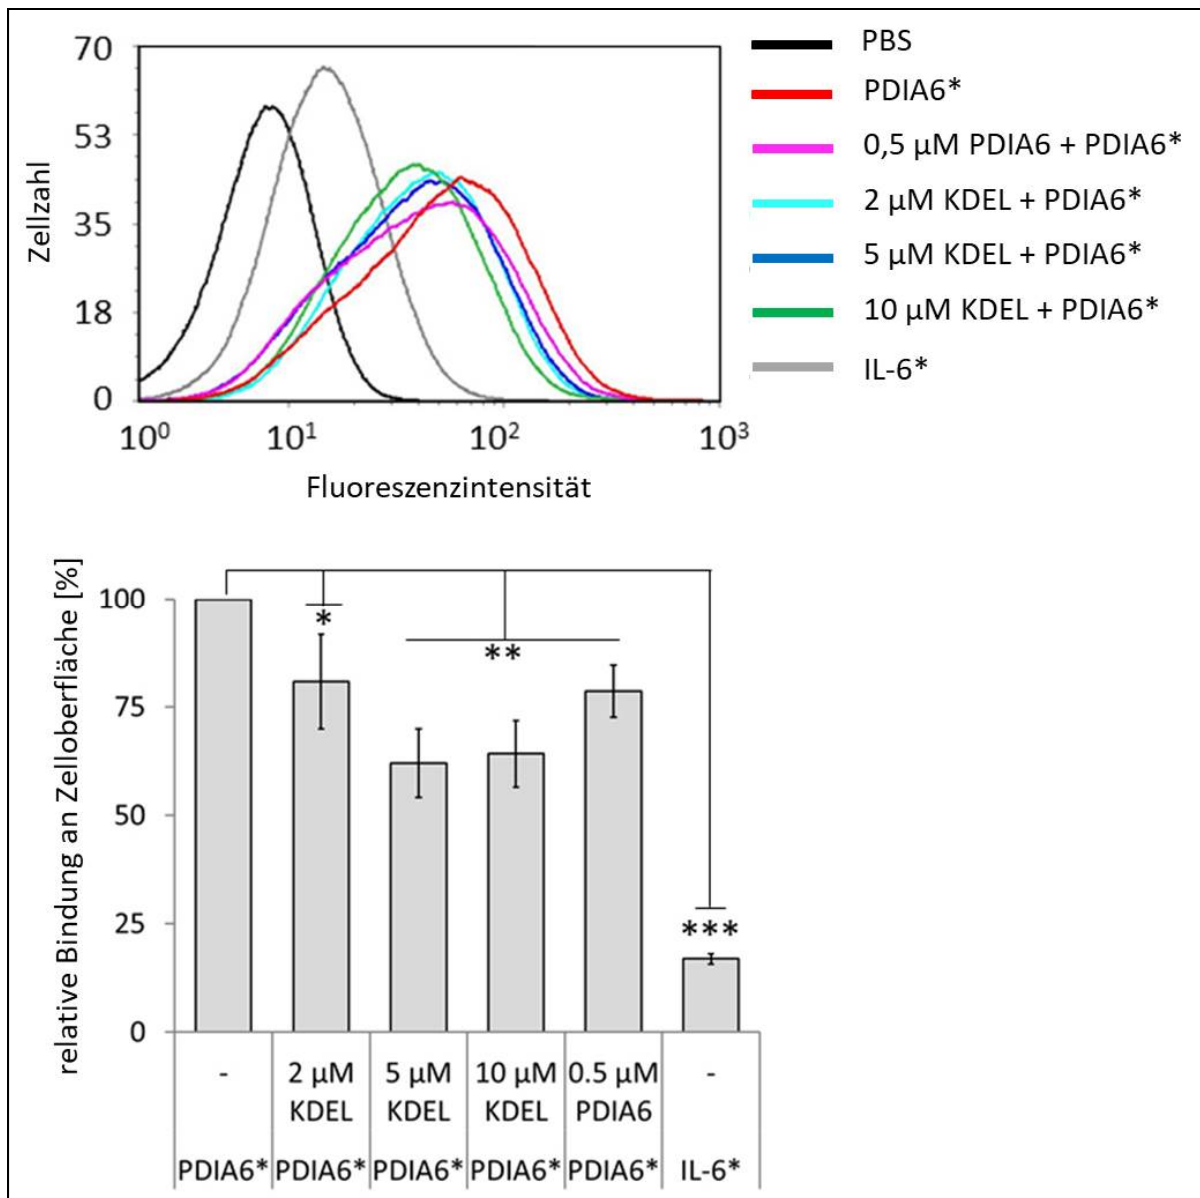 70
53
35
18
0
Zellzahl
10⁰ 10¹ 10² 10³
Fluoreszenzintensität
PBS
PDIA6*
0,5 µM PDIA6 + PDIA6*
2 µM KDEL + PDIA6*
5 µM KDEL + PDIA6*
10 µM KDEL + PDIA6*
IL-6*
relative Bindung an Zelloberfläche [%]
100
75
50
25
0
*
**
***
- 2 µM 5 µM 10 µM 0.5 µM -
KDEL KDEL KDEL PDIA6
PDIA6* PDIA6* PDIA6* PDIA6* PDIA6* IL-6*